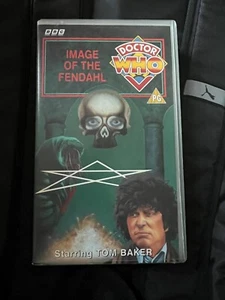 BBC
IMAGE
OF THE
FENDAHL
DOCTOR
WHO
PG
Starring TOM BAKER